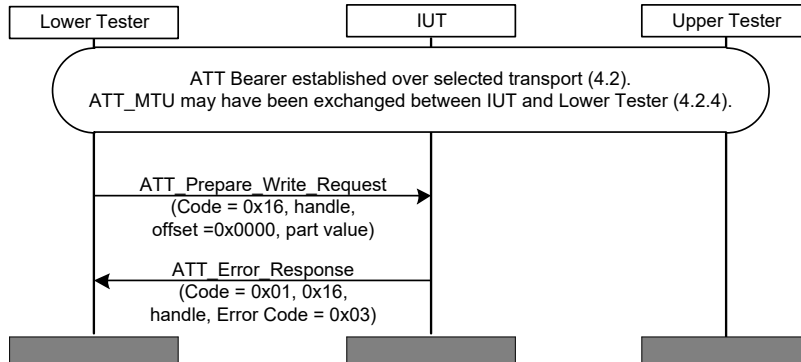 Lower Tester
IUT
Upper Tester
ATT Bearer established over selected transport (4.2).
ATT_MTU may have been exchanged between IUT and Lower Tester (4.2.4).
ATT_Prepare_Write_Request
(Code = 0x16, handle,
offset =0x0000, part value)
ATT_Error_Response
(Code = 0x01, 0x16,
handle, Error Code = 0x03)